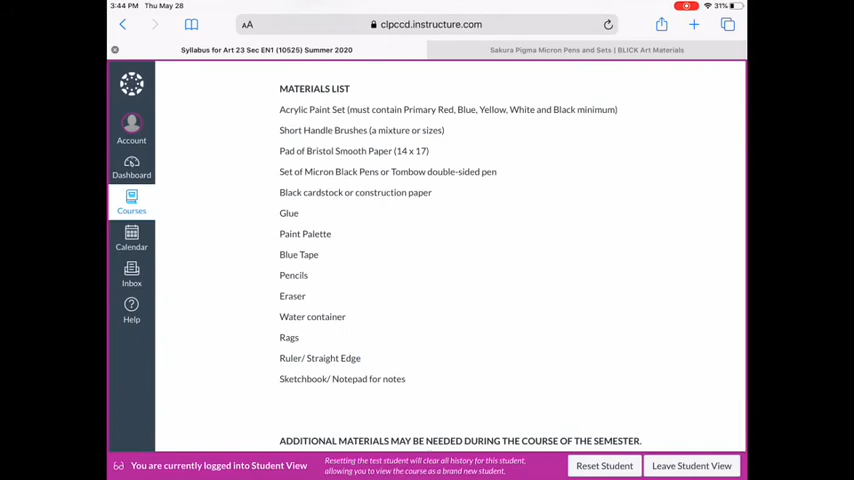 3:44 PM Thu May 28
31%
AA
clpccd.instructure.com
Syllabus for Art 23 Sec EN1 (10525) Summer 2020
Sakura Pigma Micron Pens and Sets | BLICK Art Materials
Account
Dashboard
Courses
Calendar
Inbox
Help
MATERIALS LIST
Acrylic Paint Set (must contain Primary Red, Blue, Yellow, White and Black minimum)
Short Handle Brushes (a mixture or sizes)
Pad of Bristol Smooth Paper (14 x 17)
Set of Micron Black Pens or Tombow double-sided pen
Black cardstock or construction paper
Glue
Paint Palette
Blue Tape
Pencils
Eraser
Water container
Rags
Ruler/ Straight Edge
Sketchbook/ Notepad for notes
ADDITIONAL MATERIALS MAY BE NEEDED DURING THE COURSE OF THE SEMESTER.
You are currently logged into Student View
Resetting the test student will clear all history for this student,
allowing you to view the course as a brand new student.
Reset Student
Leave Student View